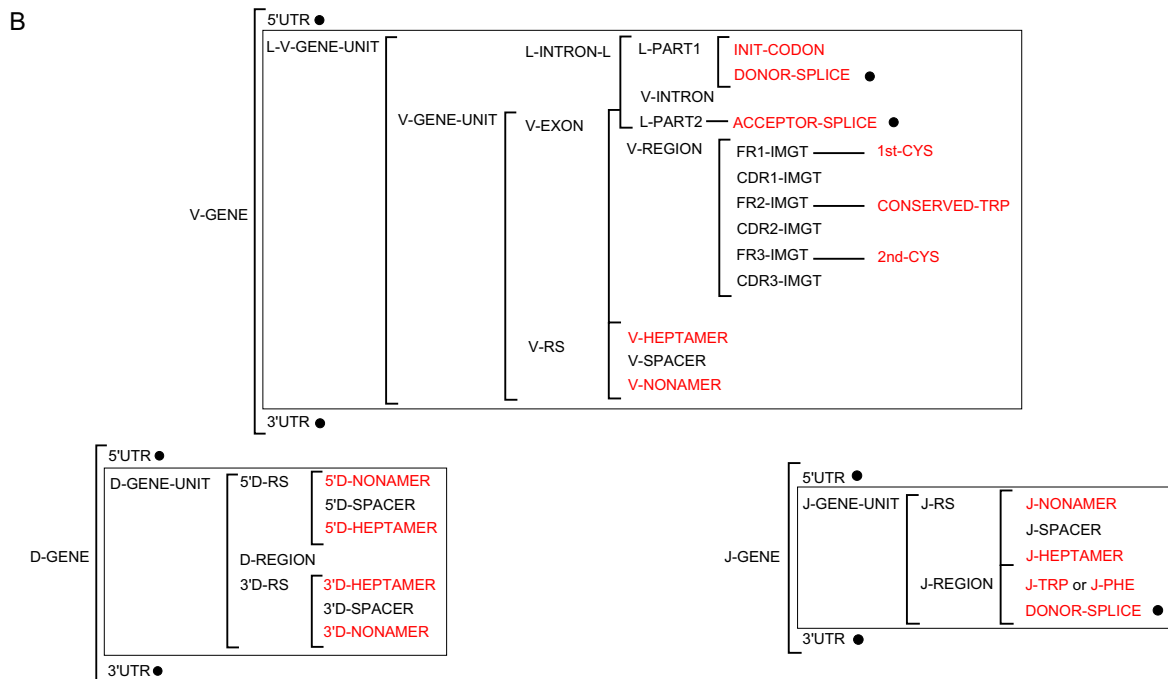 B
5'UTR ●
L-V-GENE-UNIT
L-INTRON-L
L-PART1
INIT-CODON
DONOR-SPLICE ●
V-INTRON
V-GENE-UNIT
V-EXON
L-PART2
ACCEPTOR-SPLICE ●
V-REGION
FR1-IMGT
1st-CYS
CDR1-IMGT
V-GENE
FR2-IMGT
CONSERVED-TRP
CDR2-IMGT
FR3-IMGT
2nd-CYS
CDR3-IMGT
V-RS
V-HEPTAMER
V-SPACER
V-NONAMER
3'UTR ●
5'UTR ●
D-GENE-UNIT
5'D-RS
5'D-NONAMER
5'D-SPACER
5'D-HEPTAMER
D-GENE
D-REGION
3'D-RS
3'D-HEPTAMER
3'D-SPACER
3'D-NONAMER
3'UTR ●
5'UTR ●
J-GENE-UNIT
J-RS
J-NONAMER
J-SPACER
J-HEPTAMER
J-GENE
J-REGION
J-TRP or J-PHE
DONOR-SPLICE ●
3'UTR ●